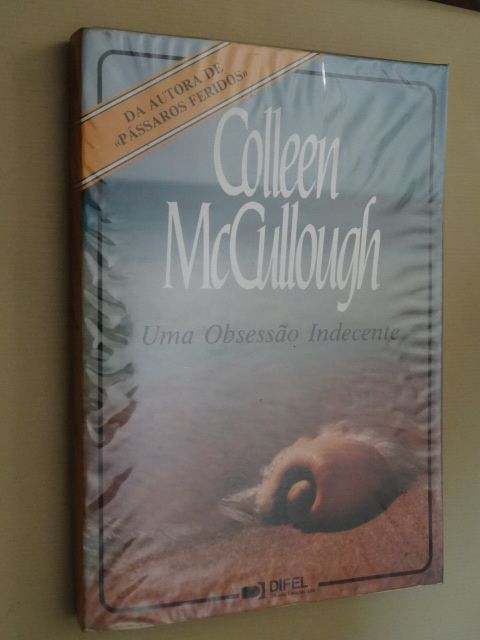 DA AUTORA DE
«PÁSSAROS FERIDOS»
Colleen
McCullough
Uma Obsessão Indecente
DIFEL